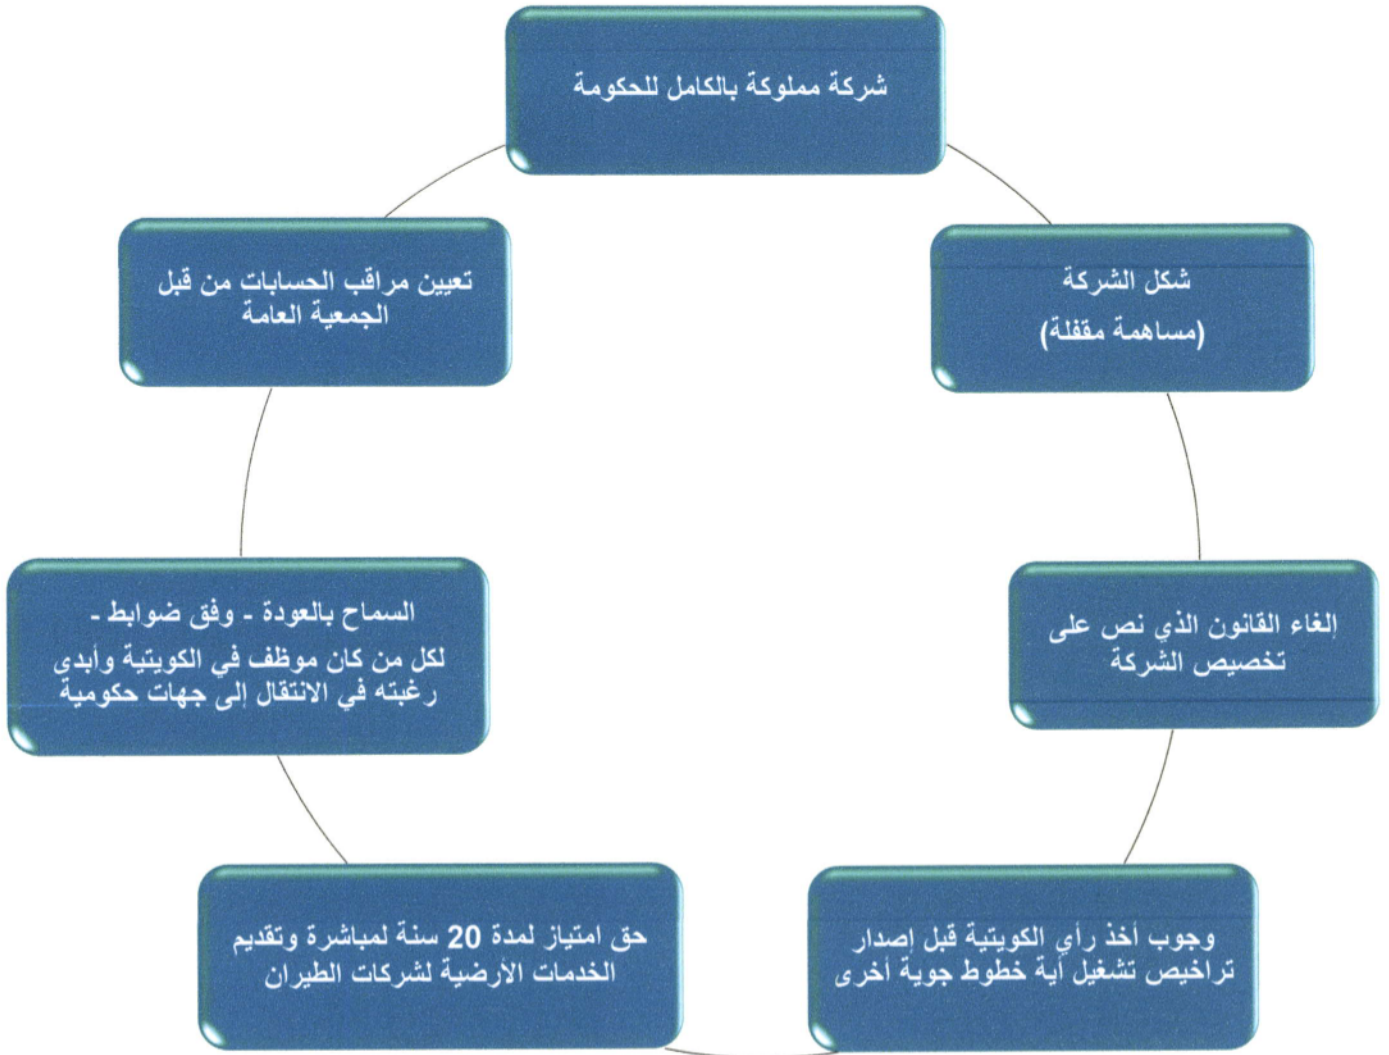 شركة مملوكة بالكامل للحكومة
شكل الشركة
(مساهمة مقفلة)
إلغاء القانون الذي نص على
تخصيص الشركة
وجوب أخذ رأي الكويتية قبل إصدار
تراخيص تشغيل أية خطوط جوية أخرى
حق امتياز لمدة 20 سنة لمباشرة وتقديم
الخدمات الأرضية لشركات الطيران
السماح بالعودة - وفق ضوابط -
لكل من كان موظف في الكويتية وأبدى
رغبته في الانتقال إلى جهات حكومية
تعيين مراقب الحسابات من قبل
الجمعية العامة